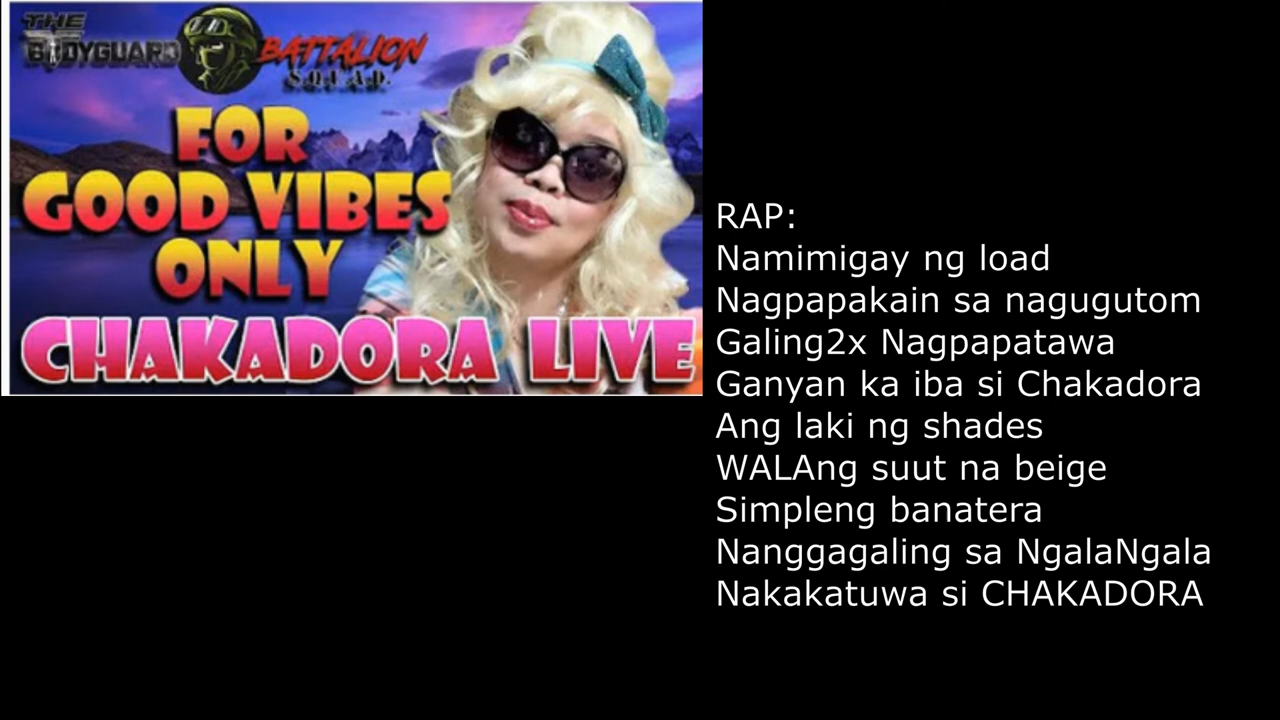 THE
BODYGUARD
BATTALION
S.Q.U.A.D.
FOR
GOOD VIBES
ONLY
CHAKADORA LIVE
RAP:
Namimigay ng load
Nagpapakain sa nagugutom
Galing2x Nagpapatawa
Ganyan ka iba si Chakadora
Ang laki ng shades
WALAng suut na beige
Simpleng banatera
Nanggagaling sa NgalaNgala
Nakakatuwa si CHAKADORA